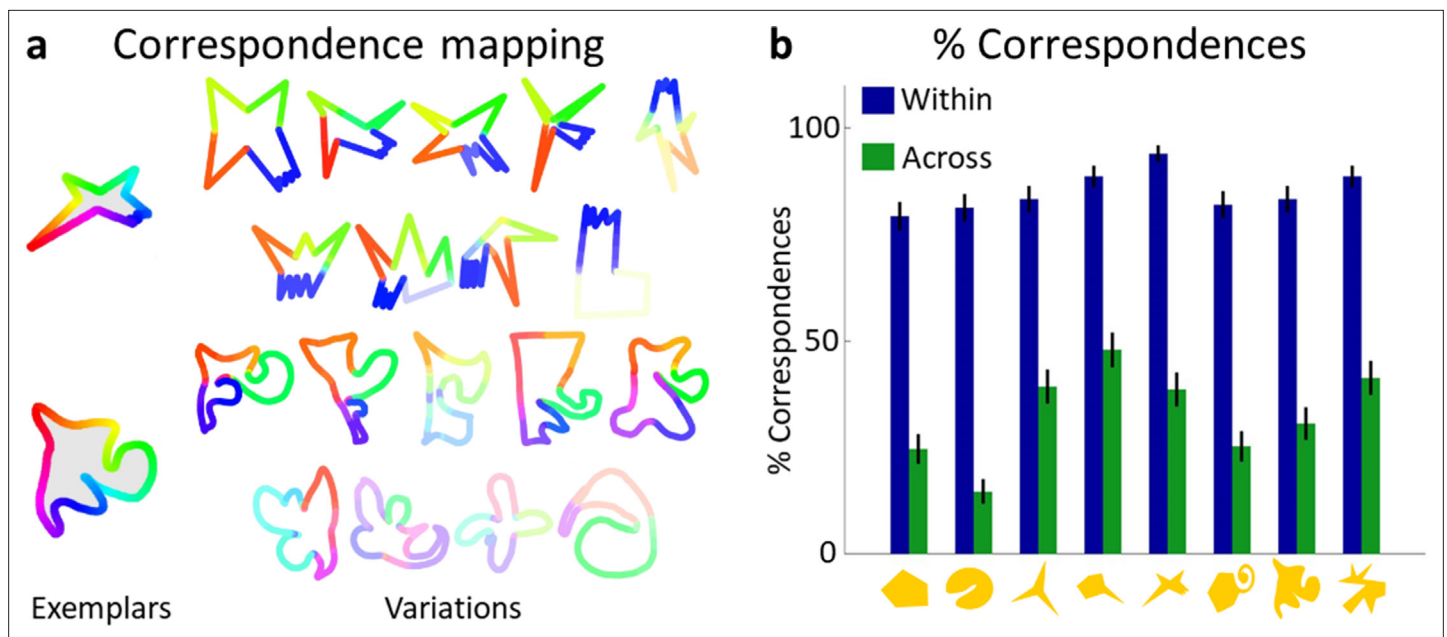 a Correspondence mapping
Exemplars
Variations
b % Correspondences
Within
Across
% Correspondences
100
50
0